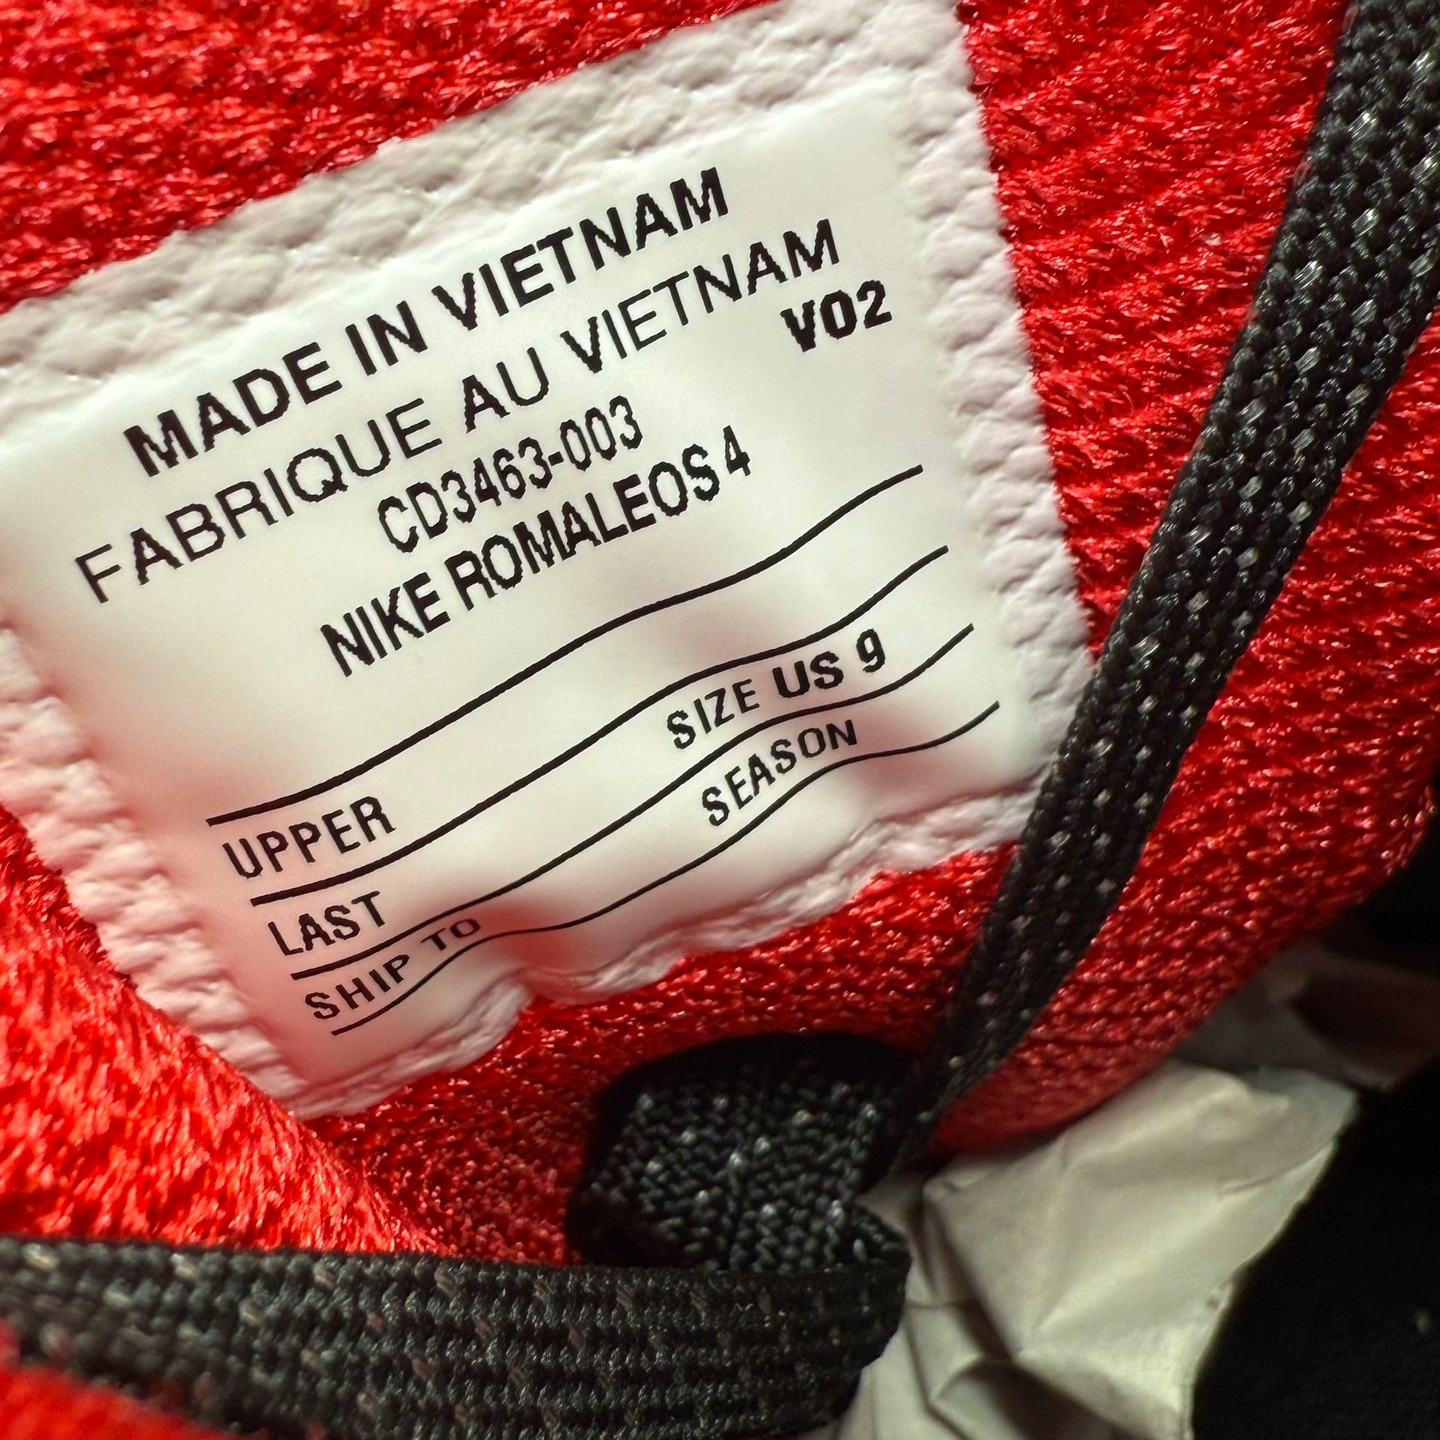 MADE IN VIETNAM
FABRIQUE AU VIETNAM
V02
CD3463-003
NIKE ROMALEOS 4
UPPER
LAST SIZE US 9
SHIP TO SEASON